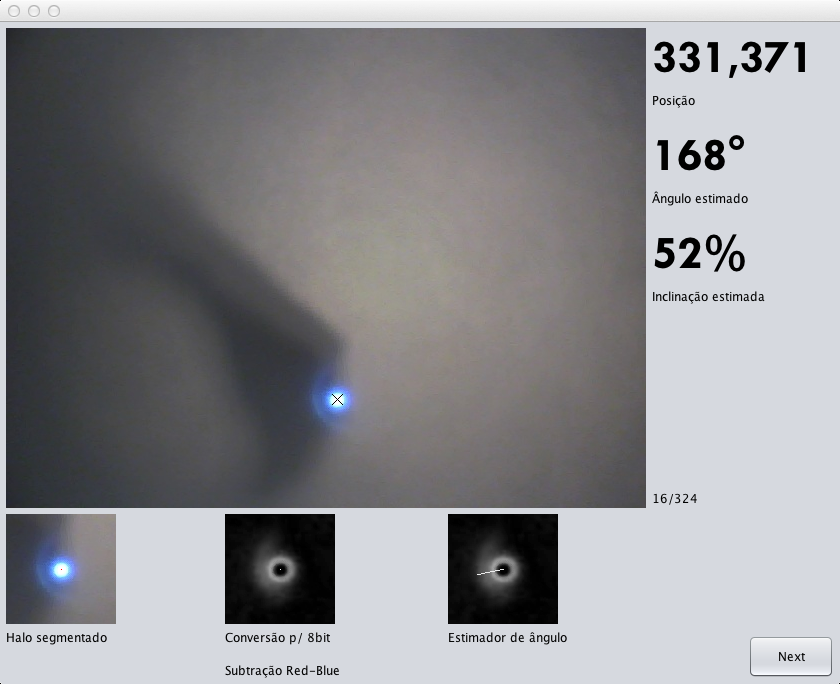 331,371
Posição
168°
Ângulo estimado
52%
Inclinação estimada
16/324
Halo segmentado
Conversão p/ 8bit
Estimador de ângulo
Subtração Red-Blue
Next